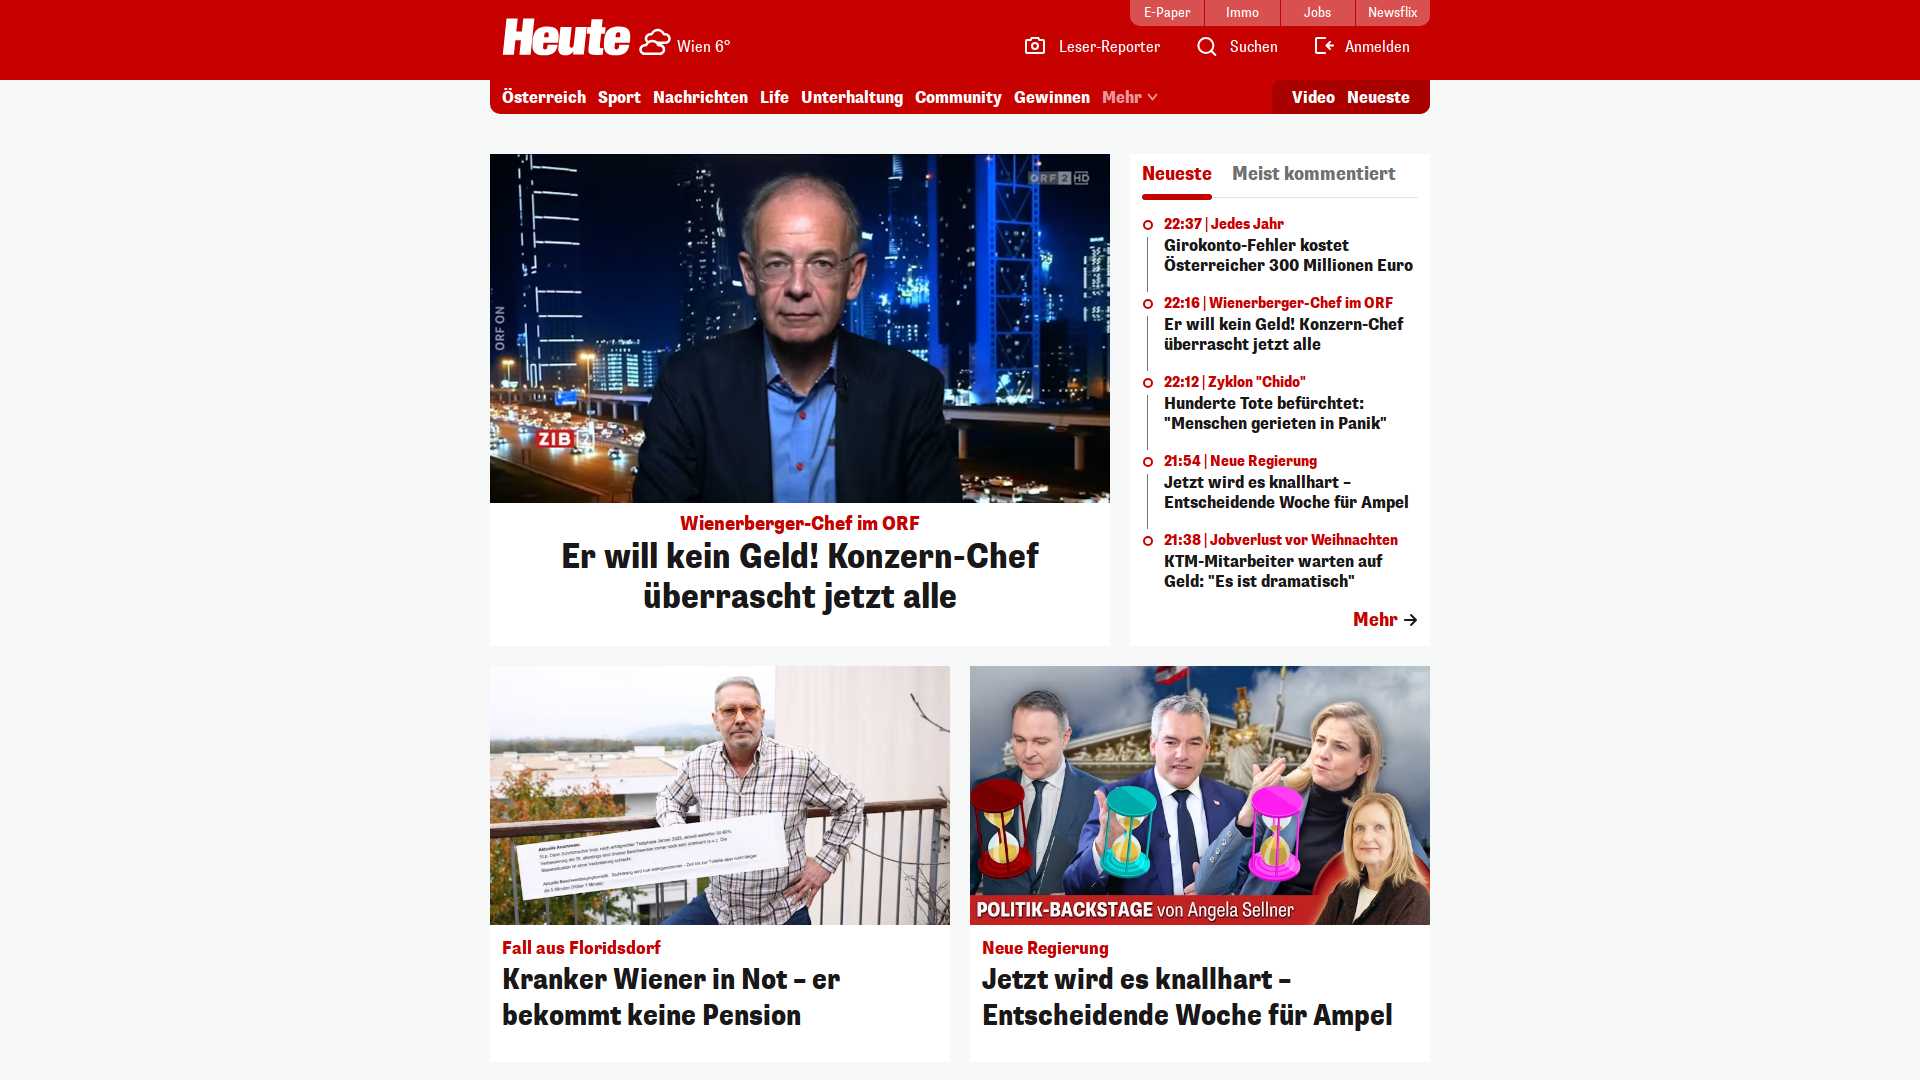 E-Paper
Immo
Jobs
Newsflix
Heute
Wien 6°
Leser-Reporter
Suchen
Anmelden
Österreich
Sport
Nachrichten
Life
Unterhaltung
Community
Gewinnen
Mehr
Video
Neueste
ORF 2 HD
ORF ON
ZIB 2
Wienerberger-Chef im ORF
Er will kein Geld! Konzern-Chef
überrascht jetzt alle
Neueste
Meist kommentiert
22:37 | Jedes Jahr
Girokonto-Fehler kostet
Österreicher 300 Millionen Euro
22:16 | Wienerberger-Chef im ORF
Er will kein Geld! Konzern-Chef
überrascht jetzt alle
22:12 | Zyklon "Chido"
Hunderte Tote befürchtet:
"Menschen gerieten in Panik"
21:54 | Neue Regierung
Jetzt wird es knallhart –
Entscheidende Woche für Ampel
21:38 | Jobverlust vor Weihnachten
KTM-Mitarbeiter warten auf
Geld: "Es ist dramatisch"
Mehr
Fall aus Floridsdorf
Kranker Wiener in Not – er
bekommt keine Pension
POLITIK-BACKSTAGE von Angela Sellner
Neue Regierung
Jetzt wird es knallhart –
Entscheidende Woche für Ampel